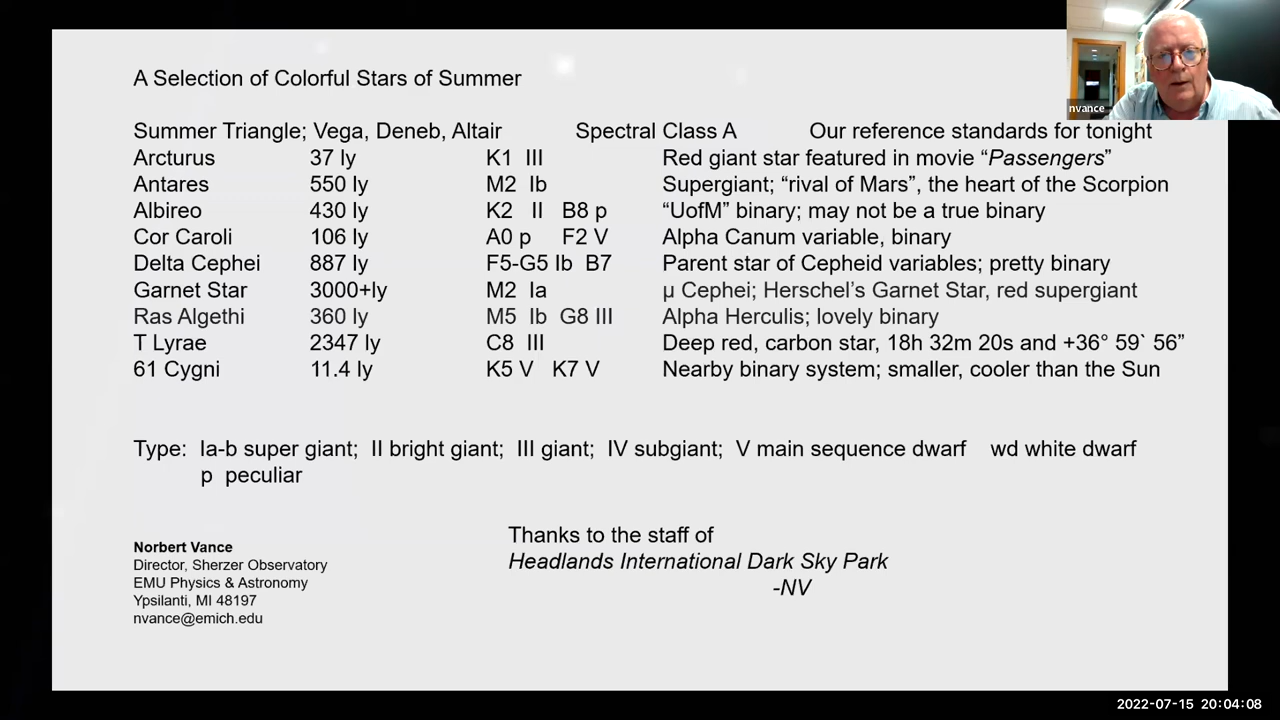 A Selection of Colorful Stars of Summer
nvance
Summer Triangle; Vega, Deneb, Altair Spectral Class A Our reference standards for tonight
Arcturus 37 ly K1 III Red giant star featured in movie “Passengers”
Antares 550 ly M2 Ib Supergiant; “rival of Mars”, the heart of the Scorpion
Albireo 430 ly K2 II B8 p “UofM” binary; may not be a true binary
Cor Caroli 106 ly A0 p F2 V Alpha Canum variable, binary
Delta Cephei 887 ly F5-G5 Ib B7 Parent star of Cepheid variables; pretty binary
Garnet Star 3000+ly M2 Ia µ Cephei; Herschel’s Garnet Star, red supergiant
Ras Algethi 360 ly M5 Ib G8 III Alpha Herculis; lovely binary
T Lyrae 2347 ly C8 III Deep red, carbon star, 18h 32m 20s and +36° 59` 56”
61 Cygni 11.4 ly K5 V K7 V Nearby binary system; smaller, cooler than the Sun
Type: Ia-b super giant; II bright giant; III giant; IV subgiant; V main sequence dwarf wd white dwarf
p peculiar
Thanks to the staff of
Headlands International Dark Sky Park
-NV
Norbert Vance
Director, Sherzer Observatory
EMU Physics & Astronomy
Ypsilanti, MI 48197
nvance@emich.edu
2022-07-15 20:04:08